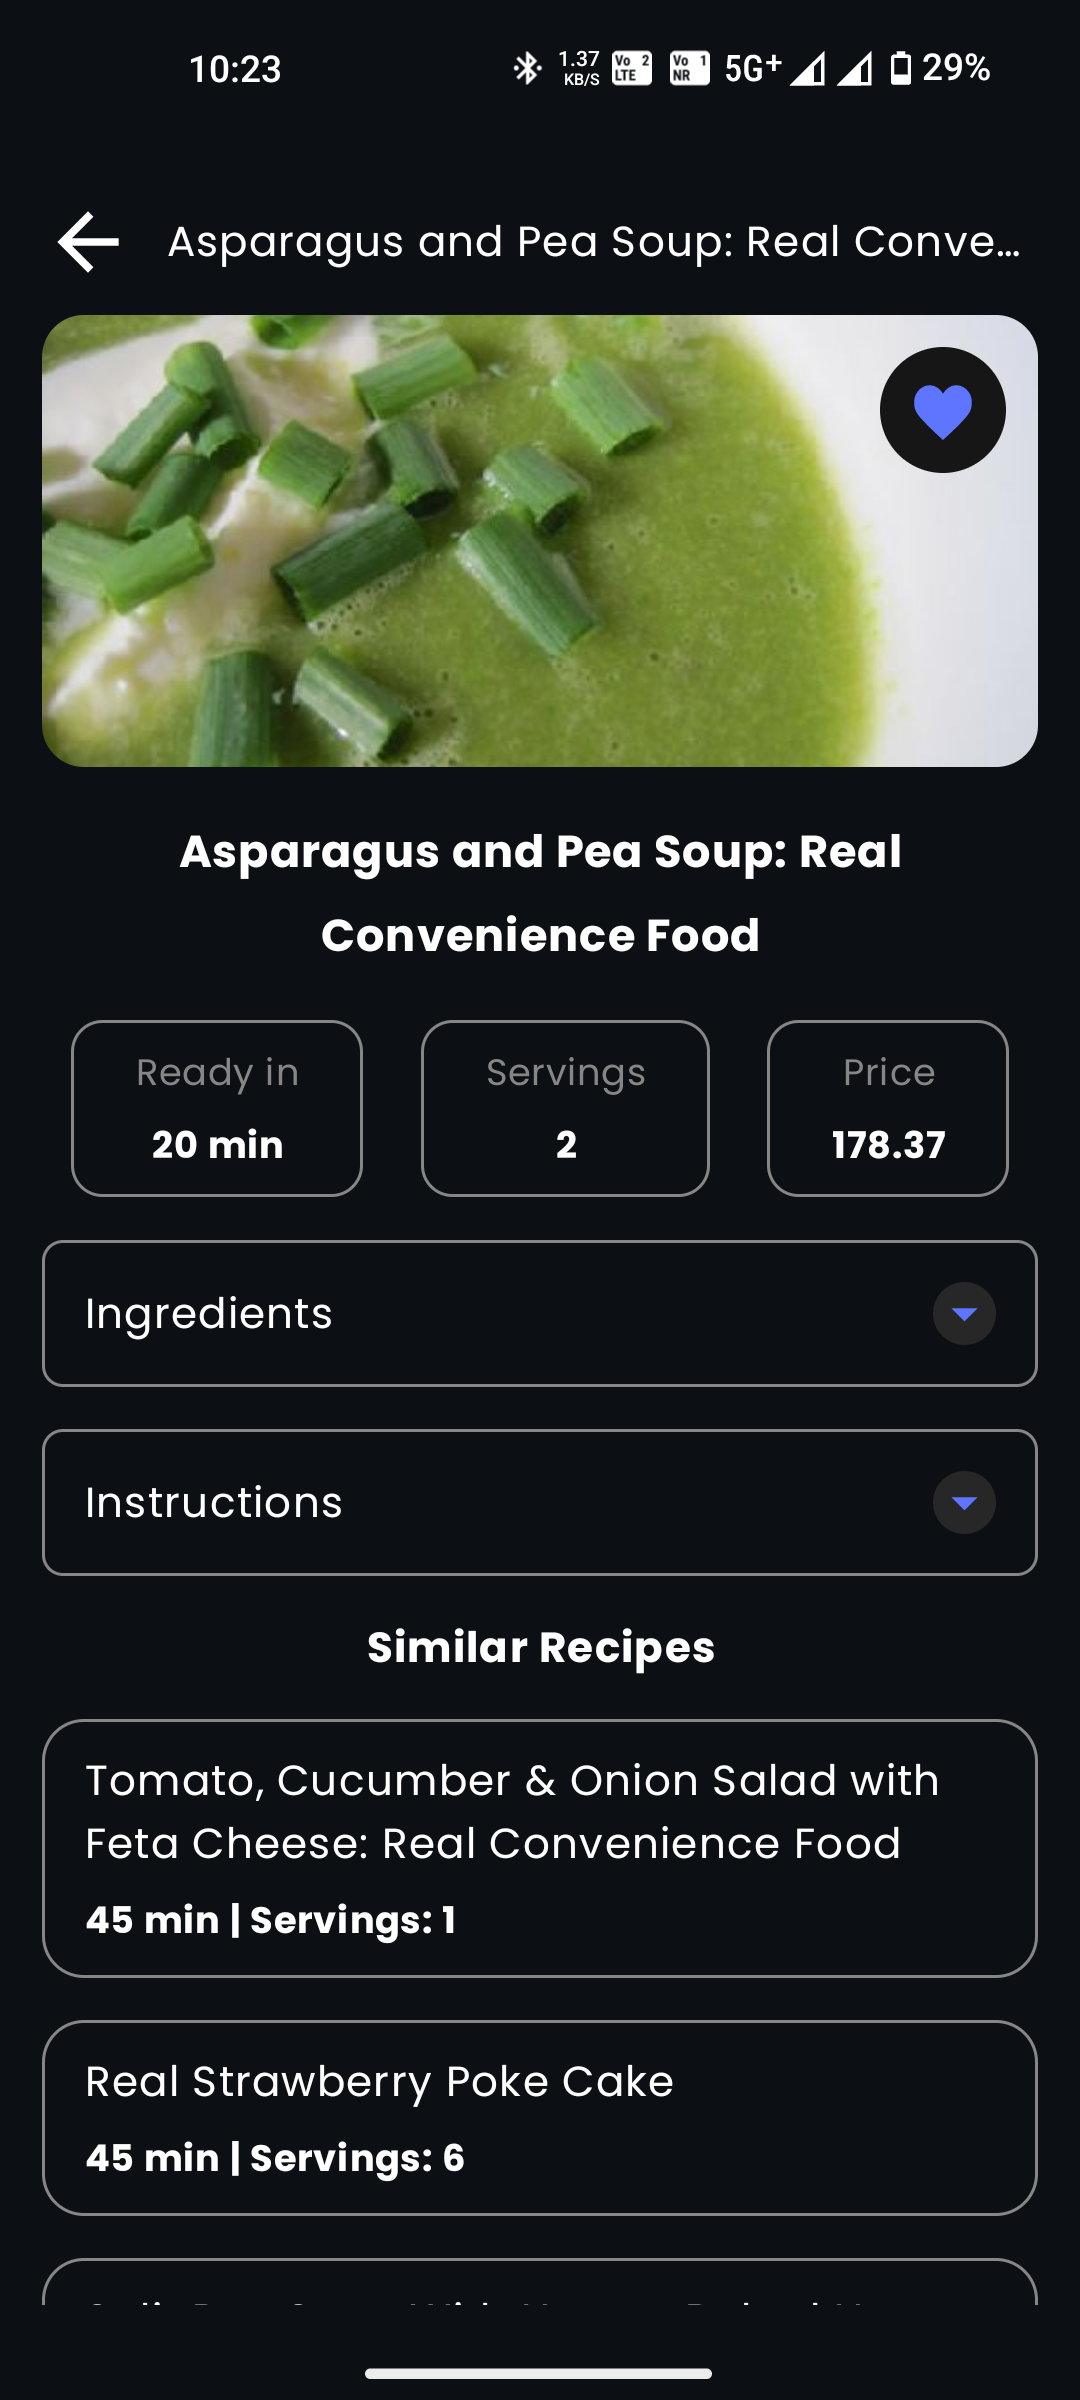 10:23
1.37
KB/S
Vo 2
LTE
Vo 1
NR
5G+
29%
Asparagus and Pea Soup: Real Conve...
Asparagus and Pea Soup: Real
Convenience Food
Ready in
20 min
Servings
2
Price
178.37
Ingredients
Instructions
Similar Recipes
Tomato, Cucumber & Onion Salad with
Feta Cheese: Real Convenience Food
45 min | Servings: 1
Real Strawberry Poke Cake
45 min | Servings: 6